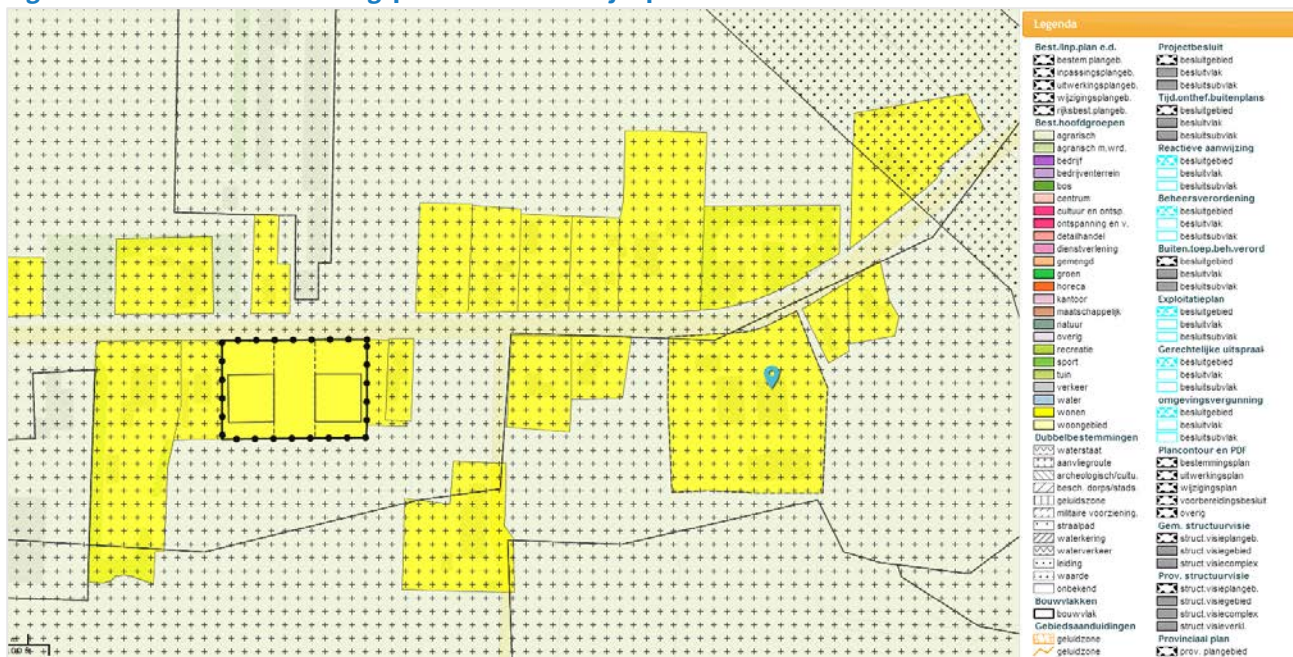 Legenda
Best./inp.plan e.d.
bestem.plangeb.
inpassingsplangeb.
uitwerkingsplangeb.
wijzigingsplangeb.
rijksbest.plangeb.
Best.hoofdgroepen
agrarisch
agrarisch m.wrd.
bedrijf
bedrijventerrein
bos
centrum
cultuur en ontsp.
ontspanning en v.
detailhandel
dienstverlening
gemengd
groen
horeca
kantoor
maatschappelijk
natuur
overig
recreatie
sport
tuin
verkeer
water
wonen
woongebied
Dubbelbestemmingen
waterstaat
aanvliegroute
archeologisch/cultu.
besch. dorps/stads
geluidszone
militaire voorziening.
straalpad
waterkering
waterverkeer
leiding
waarde
onbekend
Bouwvlakken
bouwvlak
Gebiedsaanduidingen
geluidzone
geluidzone
Projectbesluit
besluitgebied
besluitvlak
besluitsubvlak
Tijd.onthef.buitenplans
besluitgebied
besluitvlak
besluitsubvlak
Reactieve aanwijzing
besluitgebied
besluitvlak
besluitsubvlak
Beheersverordening
besluitgebied
besluitvlak
besluitsubvlak
Buiten.toep.beh.verord
besluitgebied
besluitvlak
besluitsubvlak
Exploitatieplan
besluitgebied
besluitvlak
besluitsubvlak
Gerechtelijke uitspraak
besluitgebied
besluitvlak
besluitsubvlak
omgevingsvergunning
besluitgebied
besluitvlak
besluitsubvlak
Plancontour en PDF
bestemmingsplan
uitwerkingsplan
wijzigingsplan
voorbereidingsbesluit
overig
Gem. structuurvisie
struct.visieplangeb.
struct.visiegebied
struct.visiecomplex
Prov. structuurvisie
struct.visieplangeb.
struct.visiegebied
struct.visiecomplex
struct.visieverkl.
Provinciaal plan
prov. plangebied